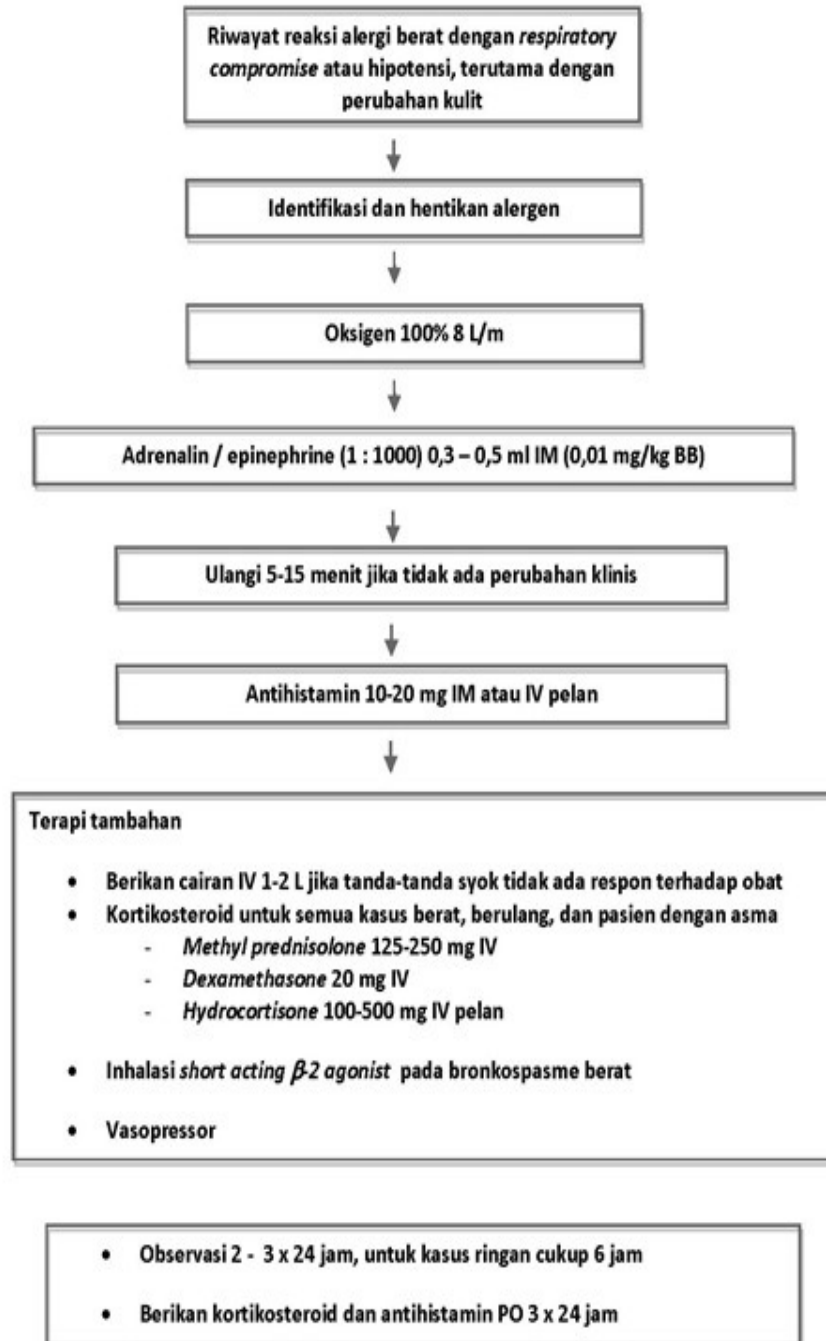 Riwayat reaksi alergi berat dengan respiratory
compromise atau hipotensi, terutama dengan
perubahan kulit
Identifikasi dan hentikan alergen
Oksigen 100% 8 L/m
Adrenalin / epinephrine (1 : 1000) 0,3 – 0,5 ml IM (0,01 mg/kg BB)
Ulangi 5-15 menit jika tidak ada perubahan klinis
Antihistamin 10-20 mg IM atau IV pelan
Terapi tambahan
• Berikan cairan IV 1-2 L jika tanda-tanda syok tidak ada respon terhadap obat
• Kortikosteroid untuk semua kasus berat, berulang, dan pasien dengan asma
- Methyl prednisolone 125-250 mg IV
- Dexamethasone 20 mg IV
- Hydrocortisone 100-500 mg IV pelan
• Inhalasi short acting β-2 agonist pada bronkospasme berat
• Vasopressor
• Observasi 2 - 3 x 24 jam, untuk kasus ringan cukup 6 jam
• Berikan kortikosteroid dan antihistamin PO 3 x 24 jam